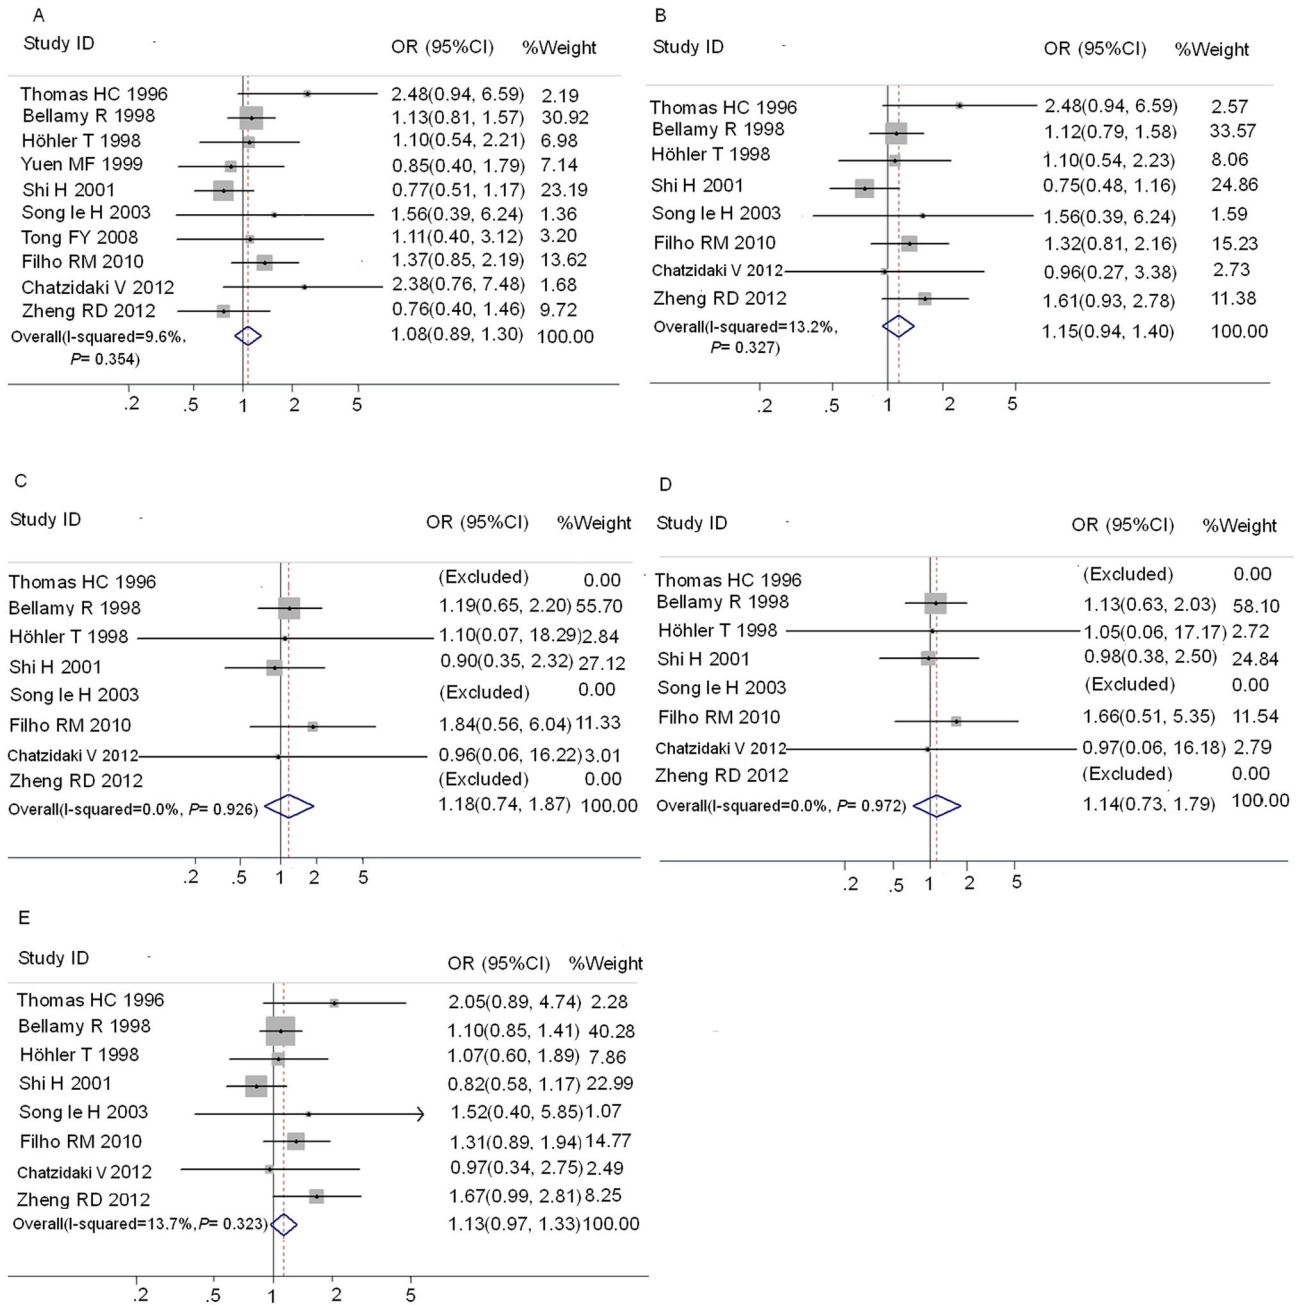 A
Study ID OR (95%CI) %Weight
Thomas HC 1996 2.48(0.94, 6.59) 2.19
Bellamy R 1998 1.13(0.81, 1.57) 30.92
Höhler T 1998 1.10(0.54, 2.21) 6.98
Yuen MF 1999 0.85(0.40, 1.79) 7.14
Shi H 2001 0.77(0.51, 1.17) 23.19
Song le H 2003 1.56(0.39, 6.24) 1.36
Tong FY 2008 1.11(0.40, 3.12) 3.20
Filho RM 2010 1.37(0.85, 2.19) 13.62
Chatzidaki V 2012 2.38(0.76, 7.48) 1.68
Zheng RD 2012 0.76(0.40, 1.46) 9.72
Overall(I-squared=9.6%, 1.08(0.89, 1.30) 100.00
P= 0.354)
.2 .5 1 2 5
B
Study ID OR (95%CI) %Weight
Thomas HC 1996 2.48(0.94, 6.59) 2.57
Bellamy R 1998 1.12(0.79, 1.58) 33.57
Höhler T 1998 1.10(0.54, 2.23) 8.06
Shi H 2001 0.75(0.48, 1.16) 24.86
Song le H 2003 1.56(0.39, 6.24) 1.59
Filho RM 2010 1.32(0.81, 2.16) 15.23
Chatzidaki V 2012 0.96(0.27, 3.38) 2.73
Zheng RD 2012 1.61(0.93, 2.78) 11.38
Overall(I-squared=13.2%, 1.15(0.94, 1.40) 100.00
P= 0.327)
.2 .5 1 2 5
C
Study ID OR (95%CI) %Weight
Thomas HC 1996 (Excluded) 0.00
Bellamy R 1998 1.19(0.65, 2.20) 55.70
Höhler T 1998 1.10(0.07, 18.29) 2.84
Shi H 2001 0.90(0.35, 2.32) 27.12
Song le H 2003 (Excluded) 0.00
Filho RM 2010 1.84(0.56, 6.04) 11.33
Chatzidaki V 2012 0.96(0.06, 16.22) 3.01
Zheng RD 2012 (Excluded) 0.00
Overall(I-squared=0.0%, P= 0.926) 1.18(0.74, 1.87) 100.00
.2 .5 1 2 5
D
Study ID OR (95%CI) %Weight
Thomas HC 1996 (Excluded) 0.00
Bellamy R 1998 1.13(0.63, 2.03) 58.10
Höhler T 1998 1.05(0.06, 17.17) 2.72
Shi H 2001 0.98(0.38, 2.50) 24.84
Song le H 2003 (Excluded) 0.00
Filho RM 2010 1.66(0.51, 5.35) 11.54
Chatzidaki V 2012 0.97(0.06, 16.18) 2.79
Zheng RD 2012 (Excluded) 0.00
Overall(I-squared=0.0%, P= 0.972) 1.14(0.73, 1.79) 100.00
.2 .5 1 2 5
E
Study ID OR (95%CI) %Weight
Thomas HC 1996 2.05(0.89, 4.74) 2.28
Bellamy R 1998 1.10(0.85, 1.41) 40.28
Höhler T 1998 1.07(0.60, 1.89) 7.86
Shi H 2001 0.82(0.58, 1.17) 22.99
Song le H 2003 1.52(0.40, 5.85) 1.07
Filho RM 2010 1.31(0.89, 1.94) 14.77
Chatzidaki V 2012 0.97(0.34, 2.75) 2.49
Zheng RD 2012 1.67(0.99, 2.81) 8.25
Overall(I-squared=13.7%, P= 0.323) 1.13(0.97, 1.33) 100.00
.2 .5 1 2 5